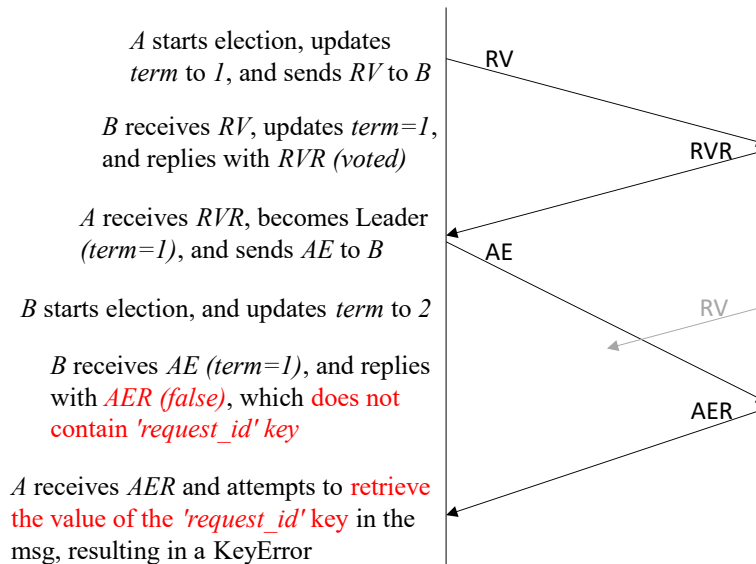 A starts election, updates
term to 1, and sends RV to B
RV
B receives RV, updates term=1,
and replies with RVR (voted)
RVR
A receives RVR, becomes Leader
(term=1), and sends AE to B
AE
B starts election, and updates term to 2
RV
B receives AE (term=1), and replies
with AER (false), which does not
contain 'request_id' key
AER
A receives AER and attempts to retrieve
the value of the 'request_id' key in the
msg, resulting in a KeyError